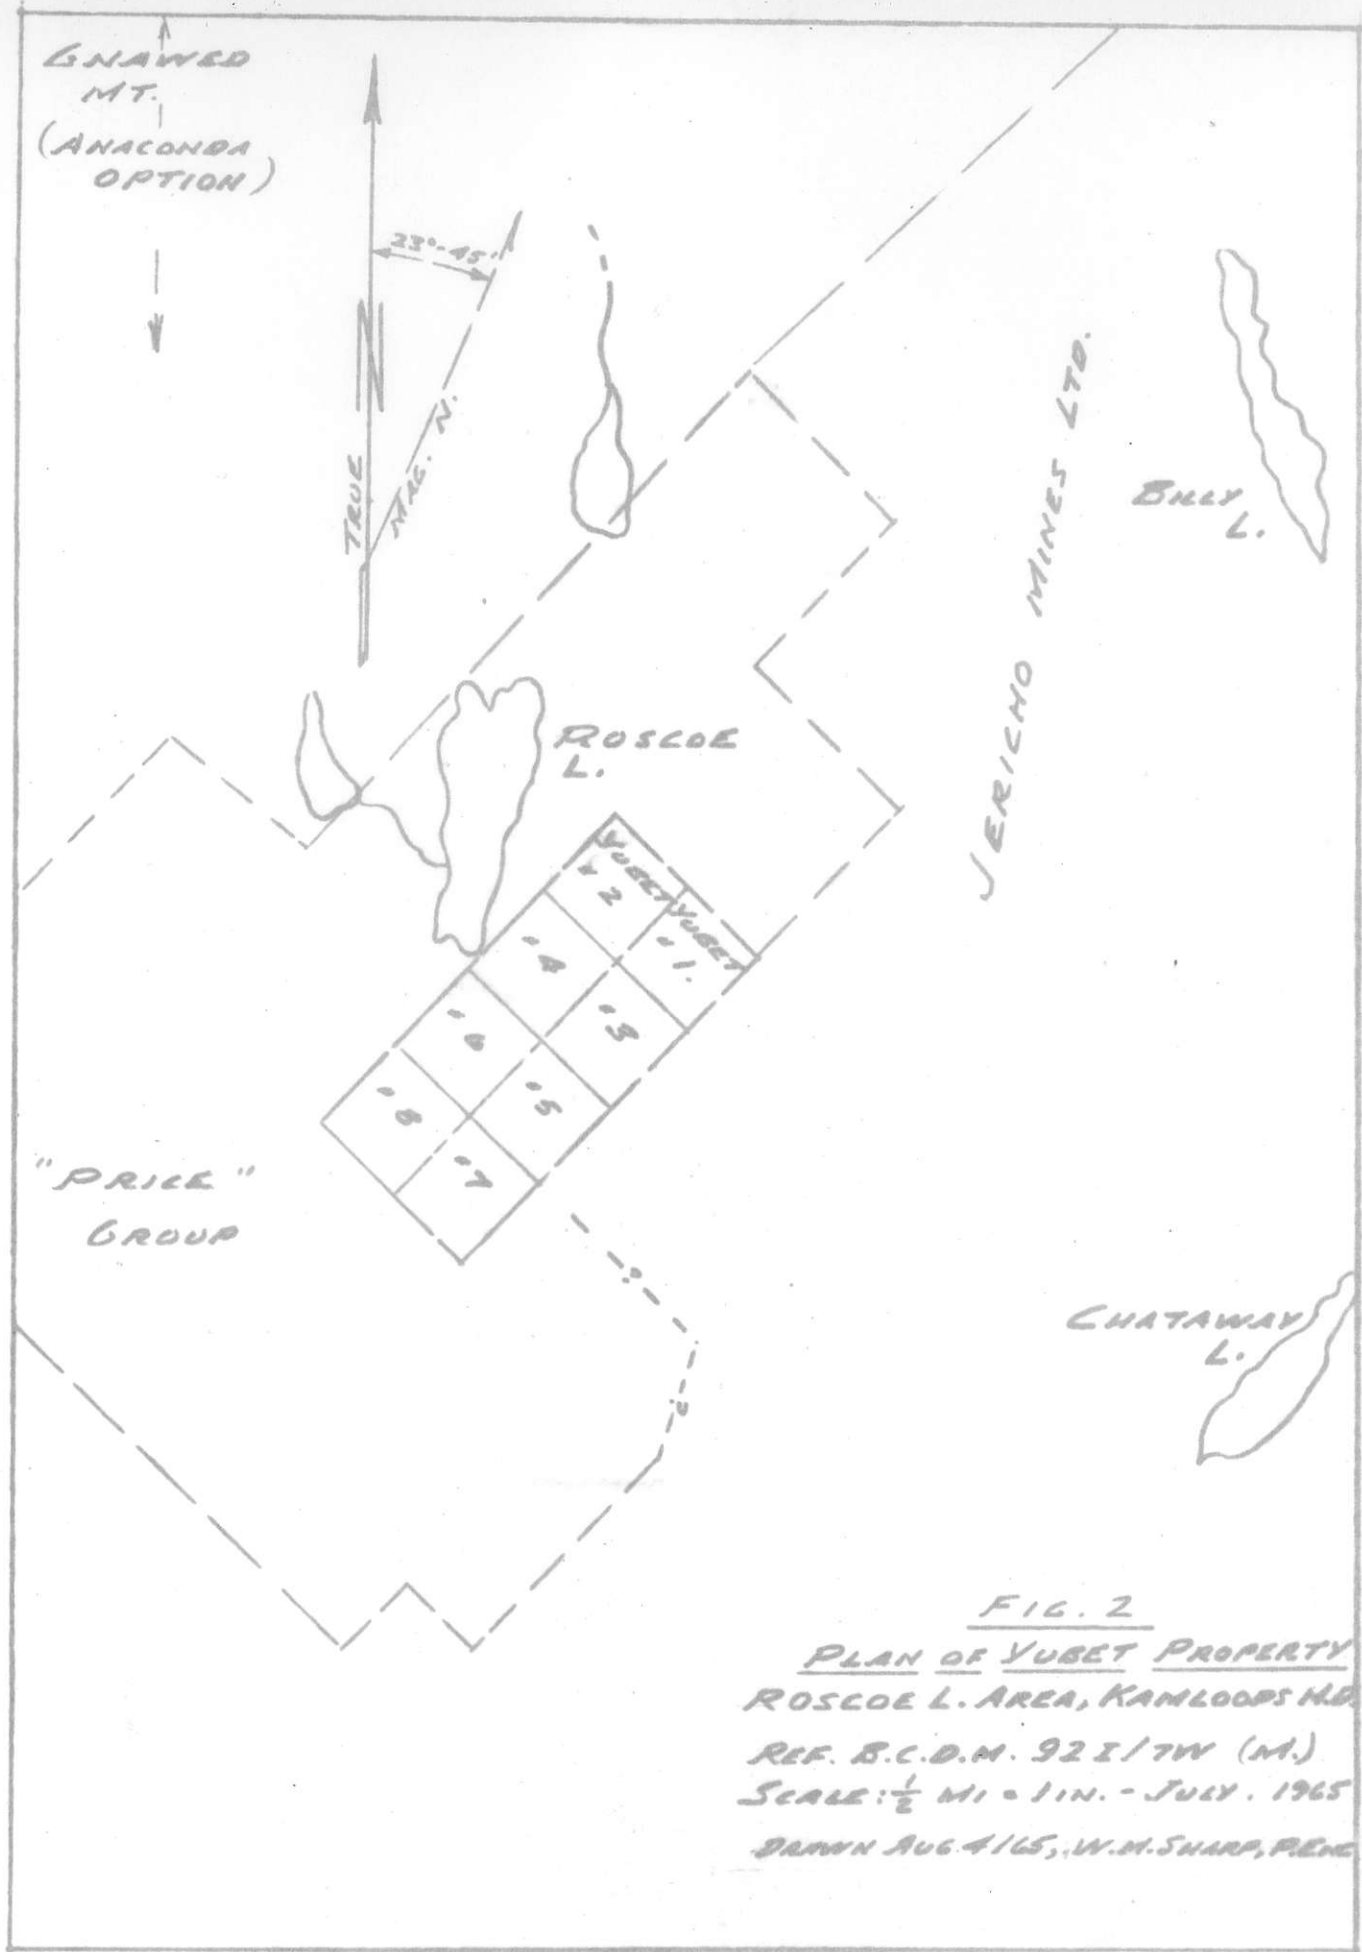 GNAWED
MT.
(ANACONDA
OPTION)
23°-45'
N
TRUE
MAG. N.
JERICHO MINES LTD.
BILLY
L.
ROSCOE
L.
YUBET
" 2
YUBET
" 1.
" 4
" 3
" 6
" 5
" 8
" 7
"PRICE"
GROUP
?
?
CHATAWAY
L.
FIG. 2
PLAN OF YUBET PROPERTY
ROSCOE L. AREA, KAMLOOPS M.D.
REF. B.C.D.M. 92I/7W (M.)
SCALE: ½ MI = 1 IN. - JULY. 1965
DRAWN AUG 4/65, W.M. SHARP, P.ENG